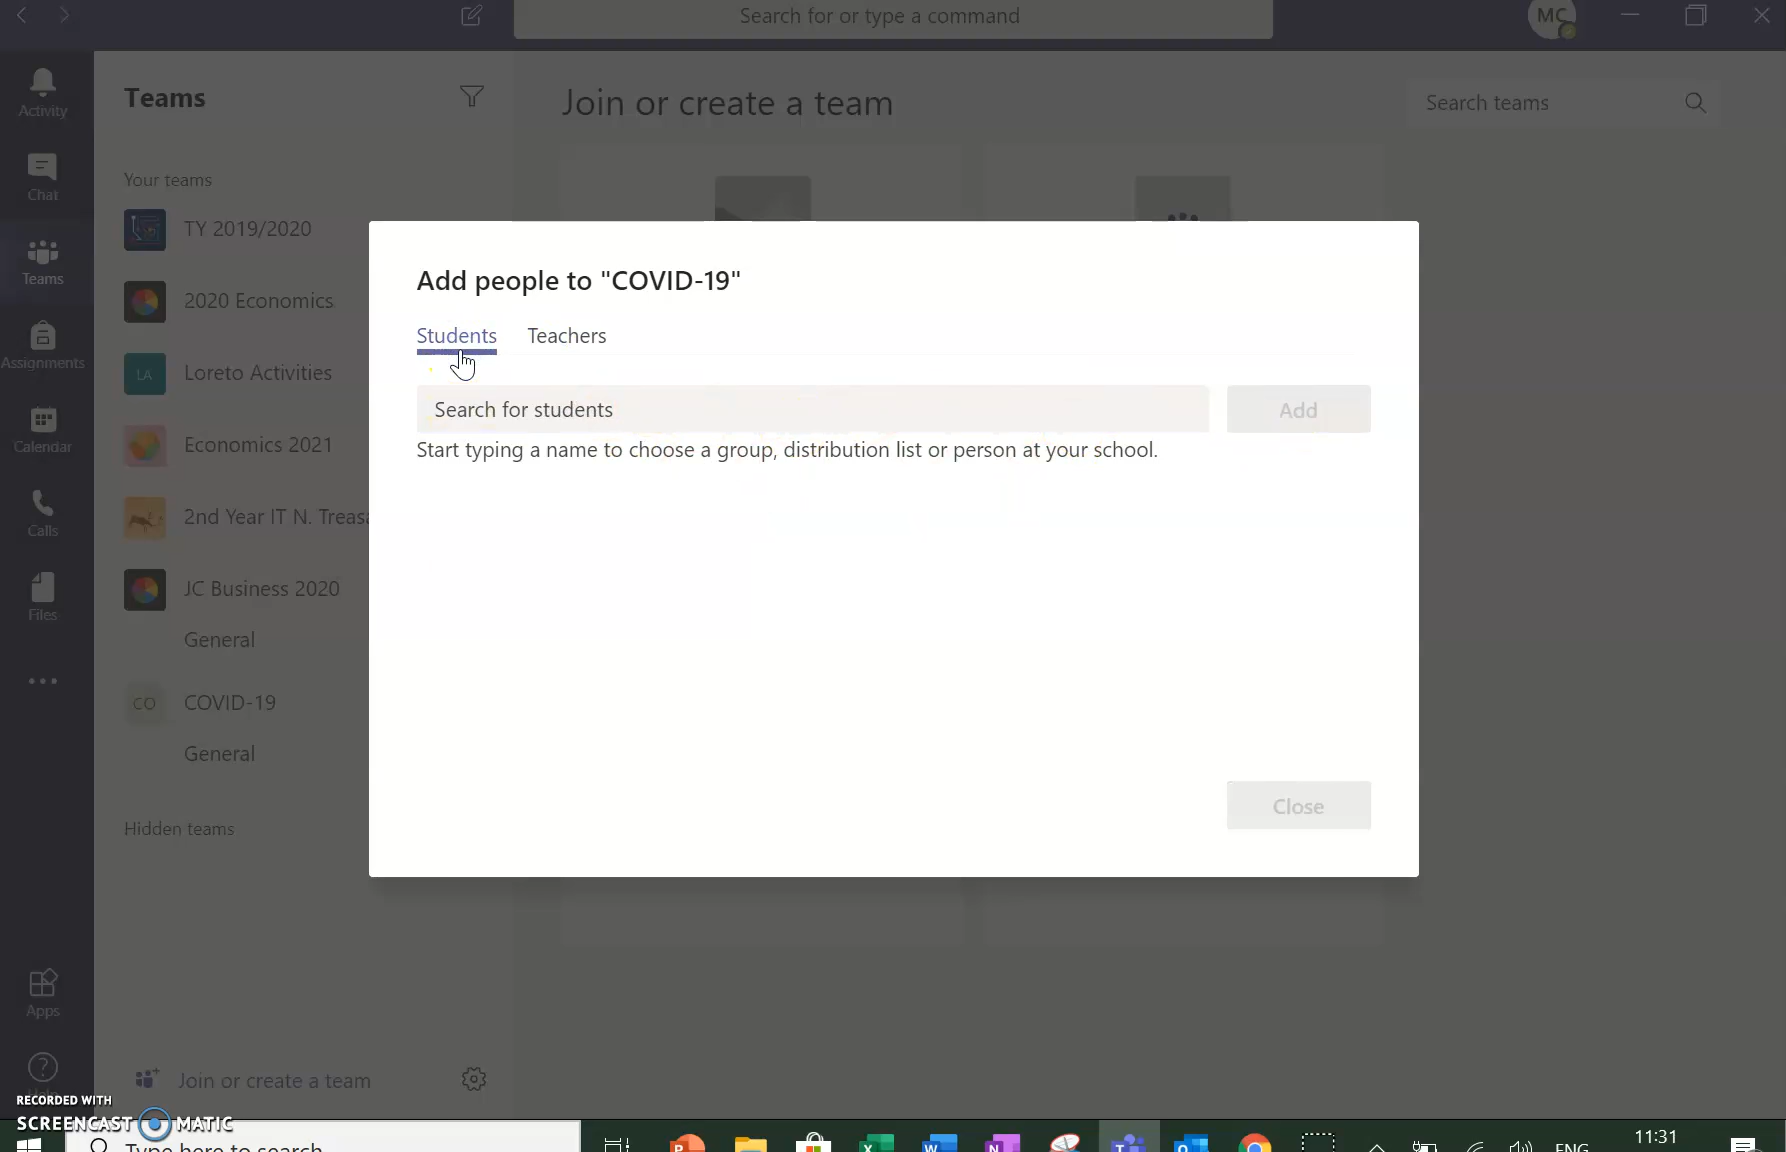 Search for or type a command
MC
Activity
Chat
Teams
Assignments
Calendar
Calls
Files
Apps
Teams
Your teams
TY 2019/2020
2020 Economics
LA
Loreto Activities
Economics 2021
2nd Year IT N. Treas
JC Business 2020
General
CO
COVID-19
General
Hidden teams
Join or create a team
Join or create a team
Search teams
Add people to "COVID-19"
Students
Teachers
Search for students
Add
Start typing a name to choose a group, distribution list or person at your school.
Close
RECORDED WITH
SCREENCAST MATIC
Type here to search
ENG
11:31